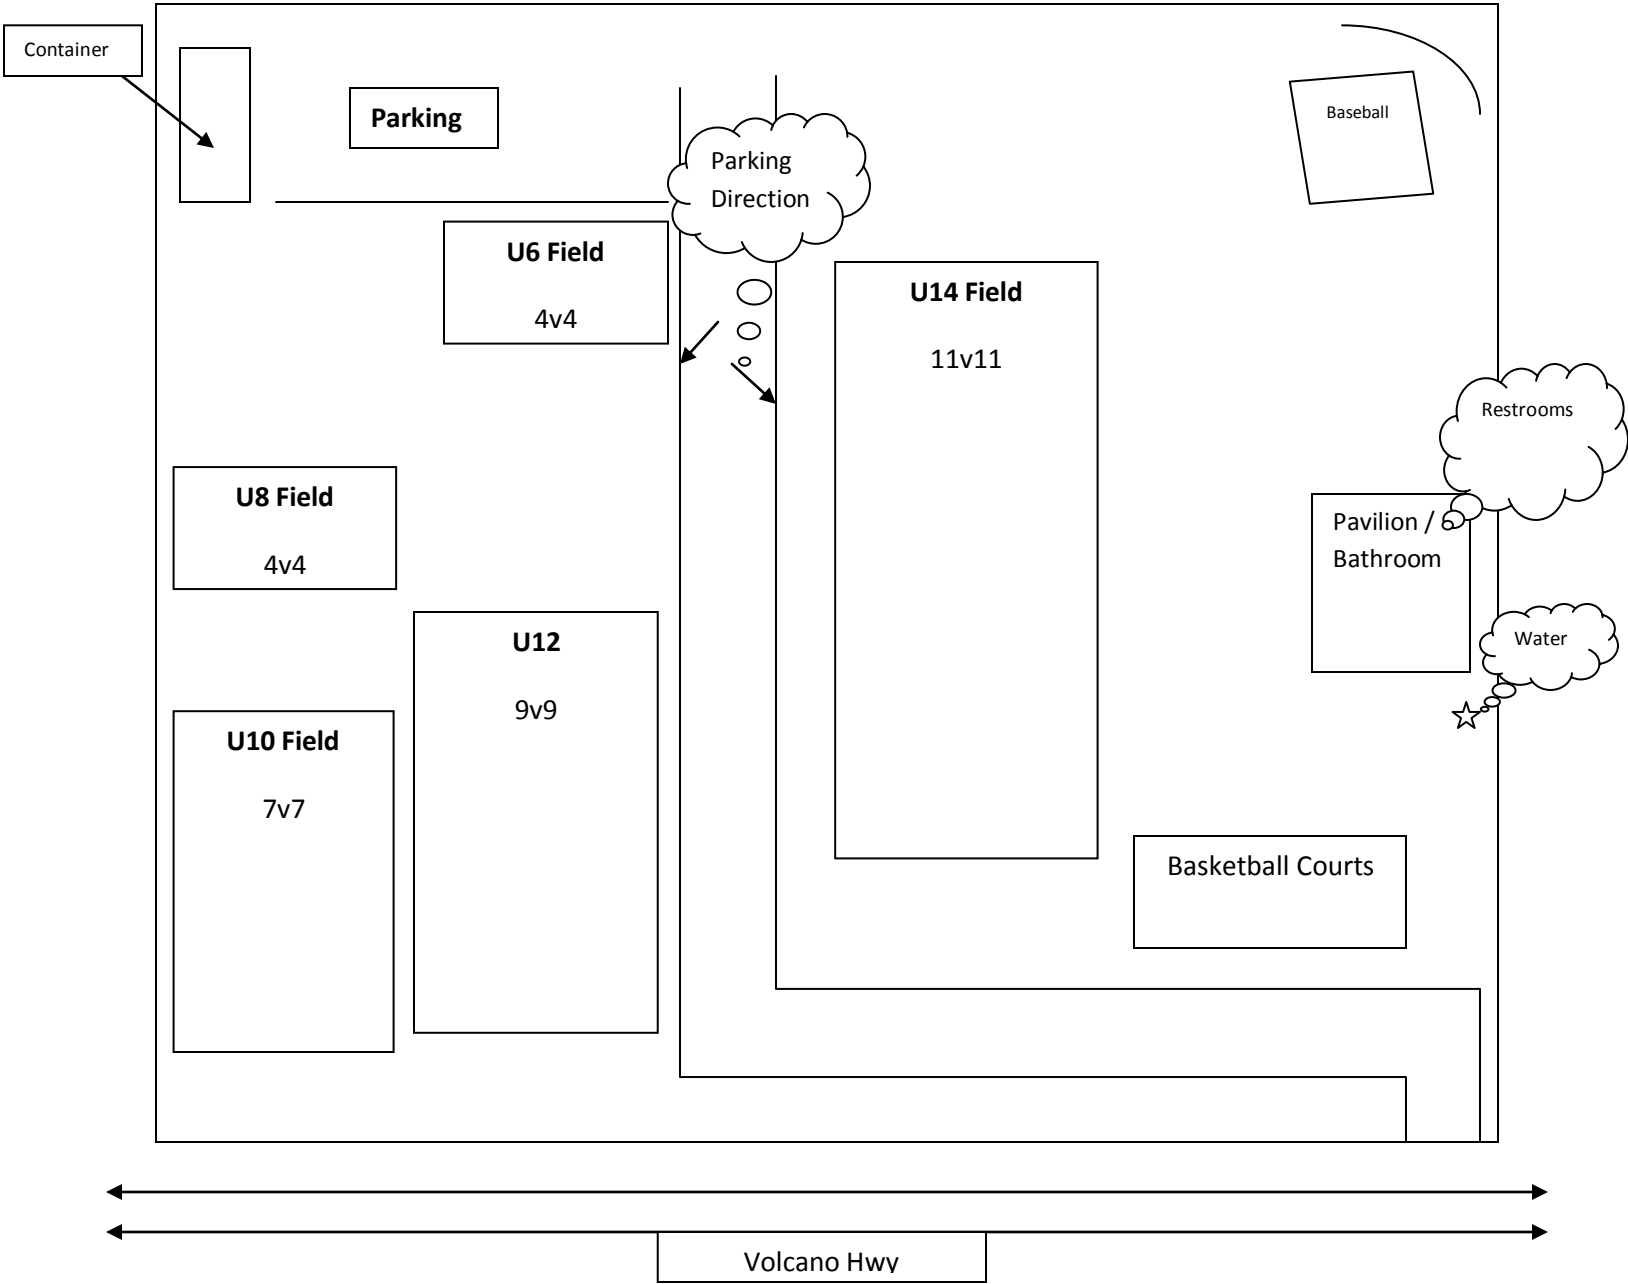 Container
Parking
Baseball
Parking
Direction
U6 Field
4v4
U14 Field
11v11
Restrooms
U8 Field
4v4
Pavilion /
Bathroom
U12
9v9
Water
U10 Field
7v7
Basketball Courts
Volcano Hwy